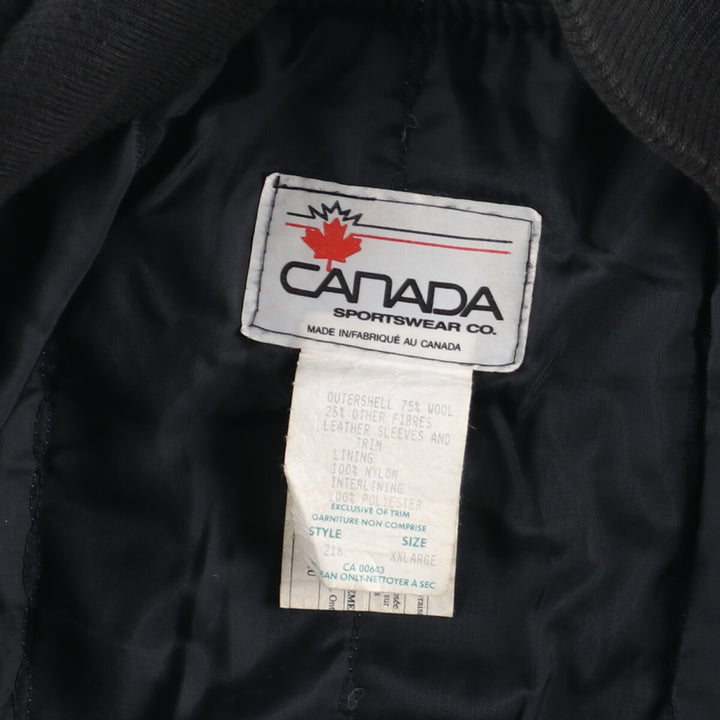 CANADA
SPORTSWEAR CO.
MADE IN/FABRIQUÉ AU CANADA
OUTERSHELL 75% WOOL
25% OTHER FIBRES
LEATHER SLEEVES AND
TRIM
LINING
100% NYLON
INTERLINING
100% POLYESTER
EXCLUSIVE OF TRIM
GARNITURE NON COMPRISE
STYLE SIZE
216 XXLARGE
CA 00643
ONLY-NETTOYER À SEC